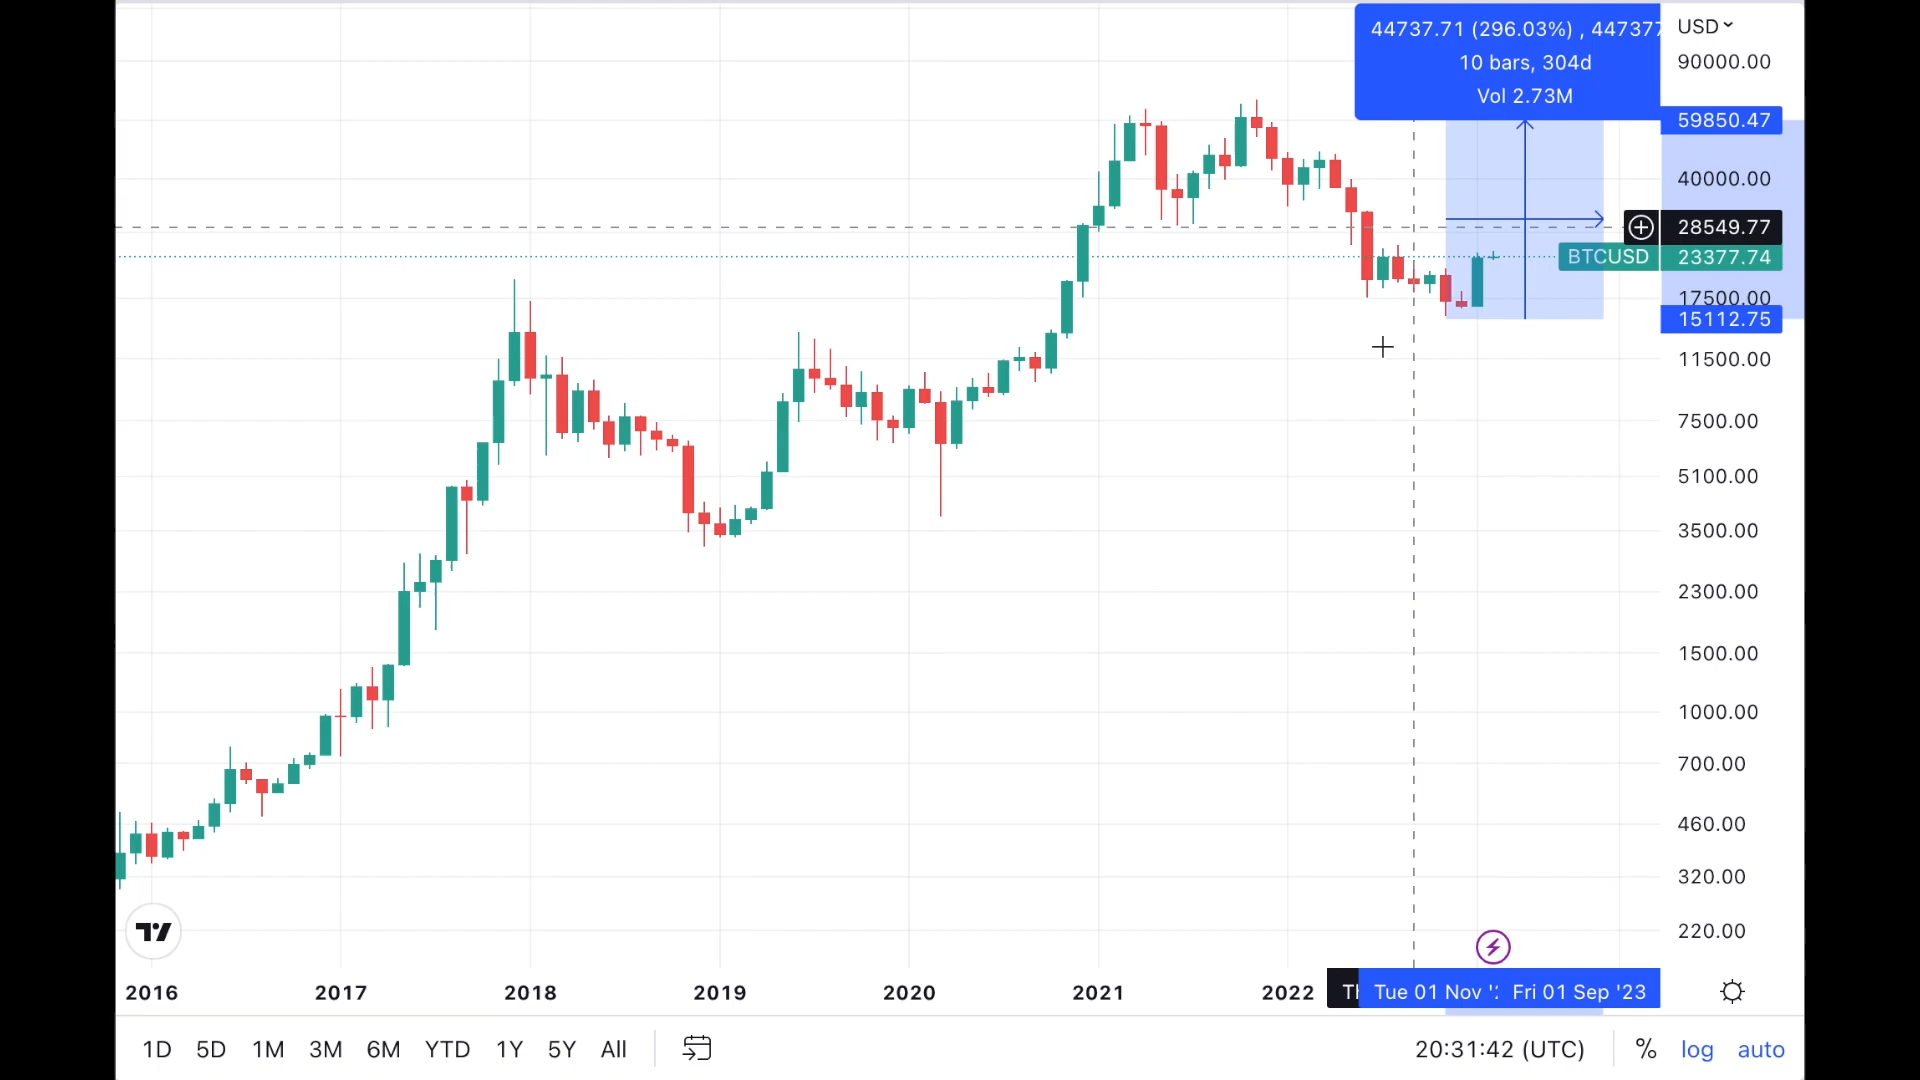 44737.71 (296.03%) , 447377
10 bars, 304d
Vol 2.73M
USD
90000.00
59850.47
40000.00
28549.77
BTCUSD 23377.74
17500.00
15112.75
11500.00
7500.00
5100.00
3500.00
2300.00
1500.00
1000.00
700.00
460.00
320.00
220.00
2016 2017 2018 2019 2020 2021 2022 Tue 01 Nov Fri 01 Sep '23
1D 5D 1M 3M 6M YTD 1Y 5Y All 20:31:42 (UTC) % log auto